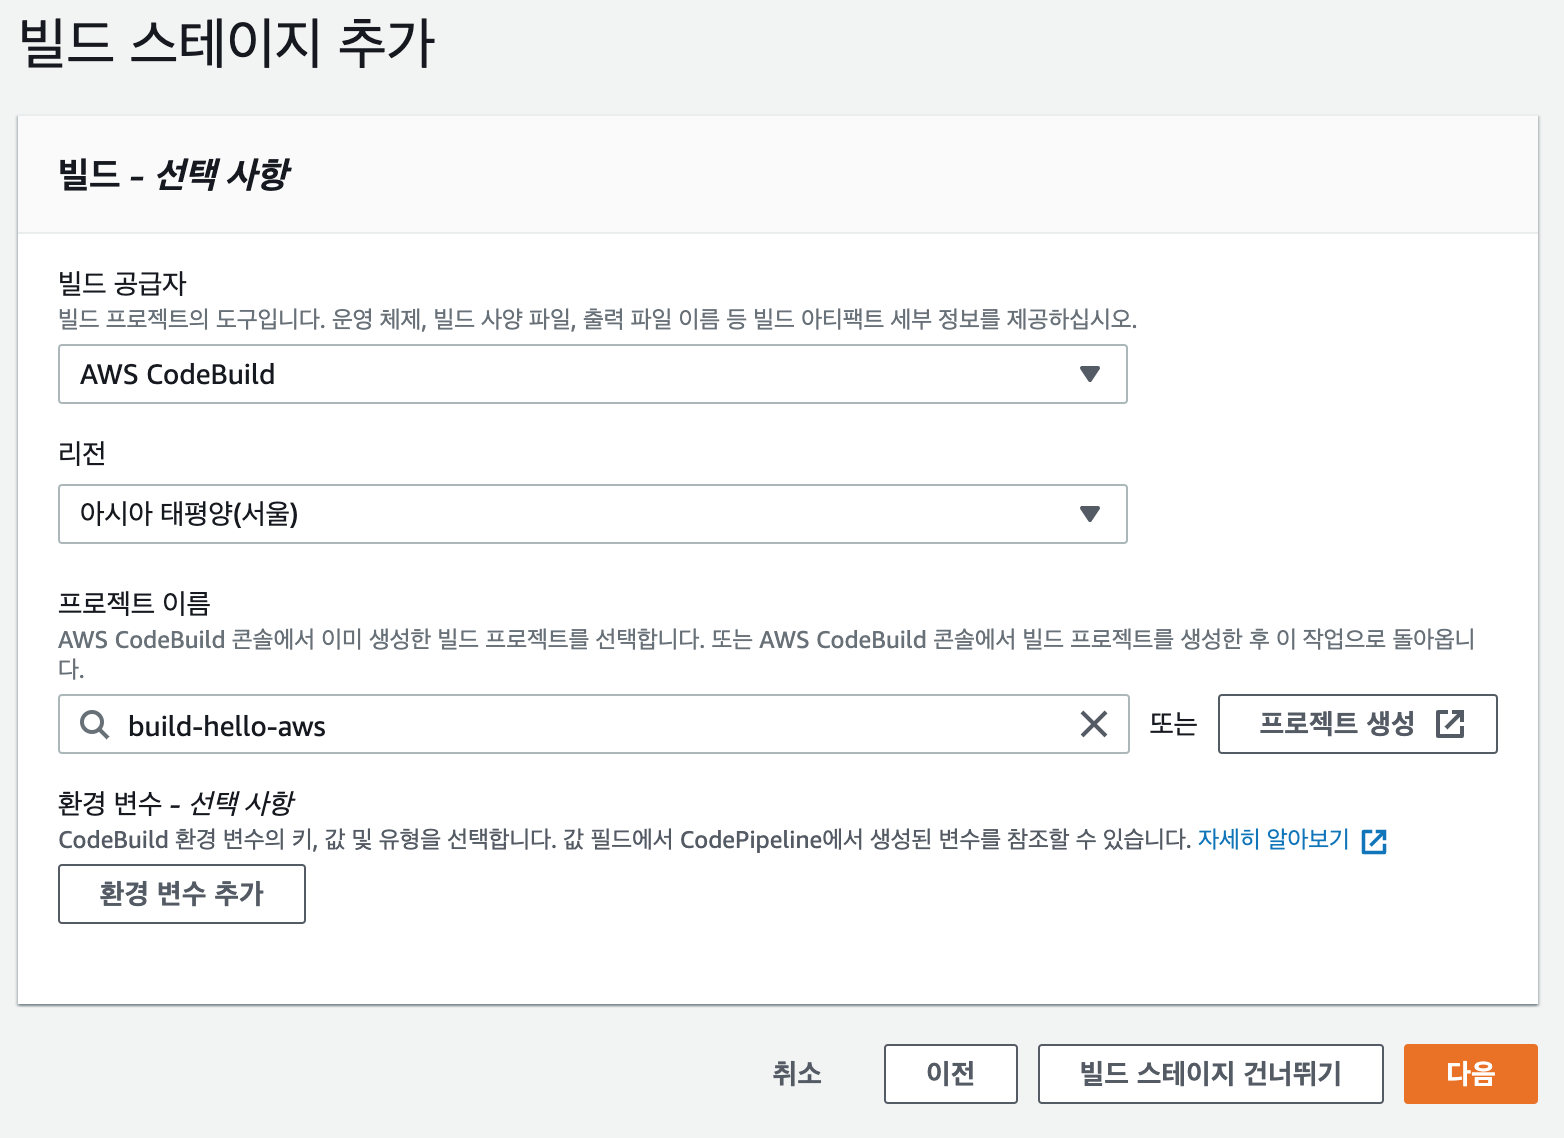 빌드 스테이지 추가
빌드 - 선택 사항
빌드 공급자
빌드 프로젝트의 도구입니다. 운영 체제, 빌드 사양 파일, 출력 파일 이름 등 빌드 아티팩트 세부 정보를 제공하십시오.
AWS CodeBuild
리전
아시아 태평양(서울)
프로젝트 이름
AWS CodeBuild 콘솔에서 이미 생성한 빌드 프로젝트를 선택합니다. 또는 AWS CodeBuild 콘솔에서 빌드 프로젝트를 생성한 후 이 작업으로 돌아옵니
다.
build-hello-aws 또는 프로젝트 생성
환경 변수 - 선택 사항
CodeBuild 환경 변수의 키, 값 및 유형을 선택합니다. 값 필드에서 CodePipeline에서 생성된 변수를 참조할 수 있습니다. 자세히 알아보기
환경 변수 추가
취소 이전 빌드 스테이지 건너뛰기 다음